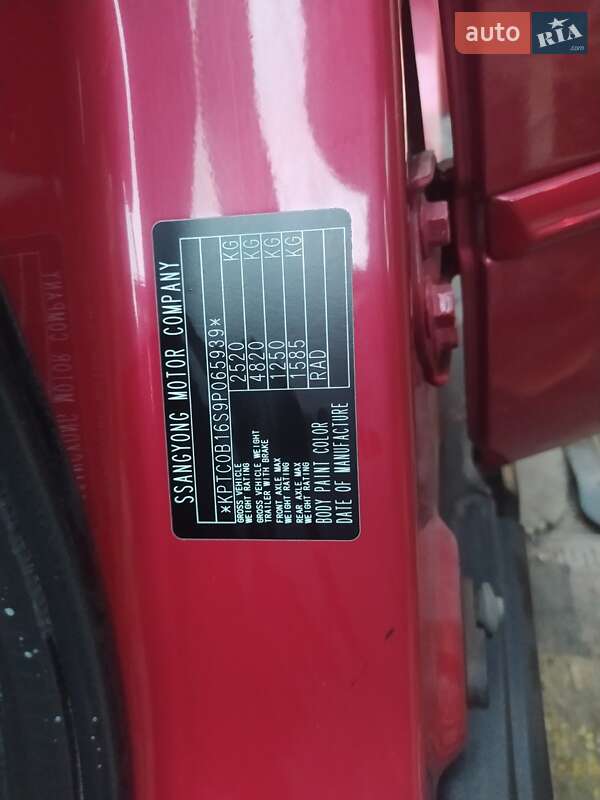 auto
RIA
.com
SSANGYONG MOTOR COMPANY
*KPTC0B16S9P065939*
GROSS VEHICLE
WEIGHT RATING 2520 KG
GROSS VEHICLE WEIGHT
TRAILER WITH BRAKE 4820 KG
FRONT AXLE MAX
WEIGHT RATING 1250 KG
REAR AXLE MAX
WEIGHT RATING 1585 KG
BODY PAINT COLOR RAD
DATE OF MANUFACTURE